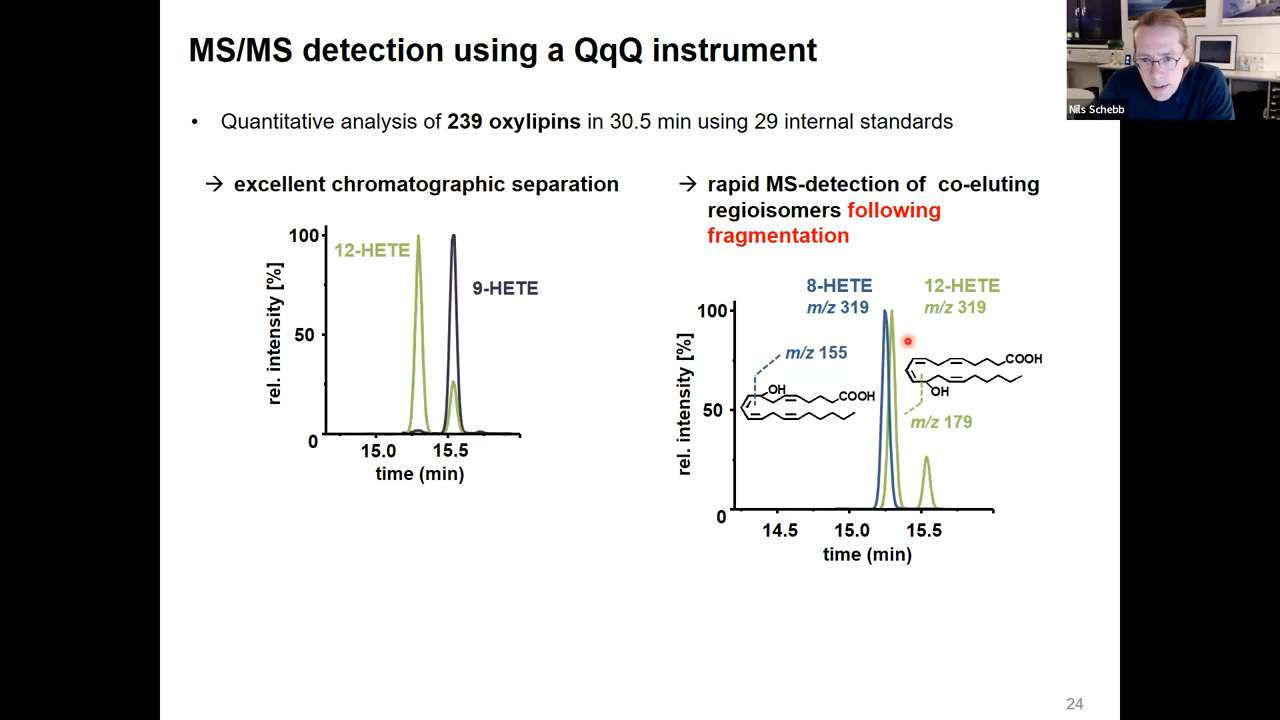 MS/MS detection using a QqQ instrument
Nils Schebb
• Quantitative analysis of 239 oxylipins in 30.5 min using 29 internal standards
→ excellent chromatographic separation
100
12-HETE
9-HETE
50
0
15.0 15.5
time (min)
rel. intensity [%]
→ rapid MS-detection of co-eluting
regioisomers following
fragmentation
8-HETE
m/z 319
12-HETE
m/z 319
100
m/z 155
OH
COOH
COOH
OH
m/z 179
50
0
14.5 15.0 15.5
time (min)
rel. intensity [%]
24